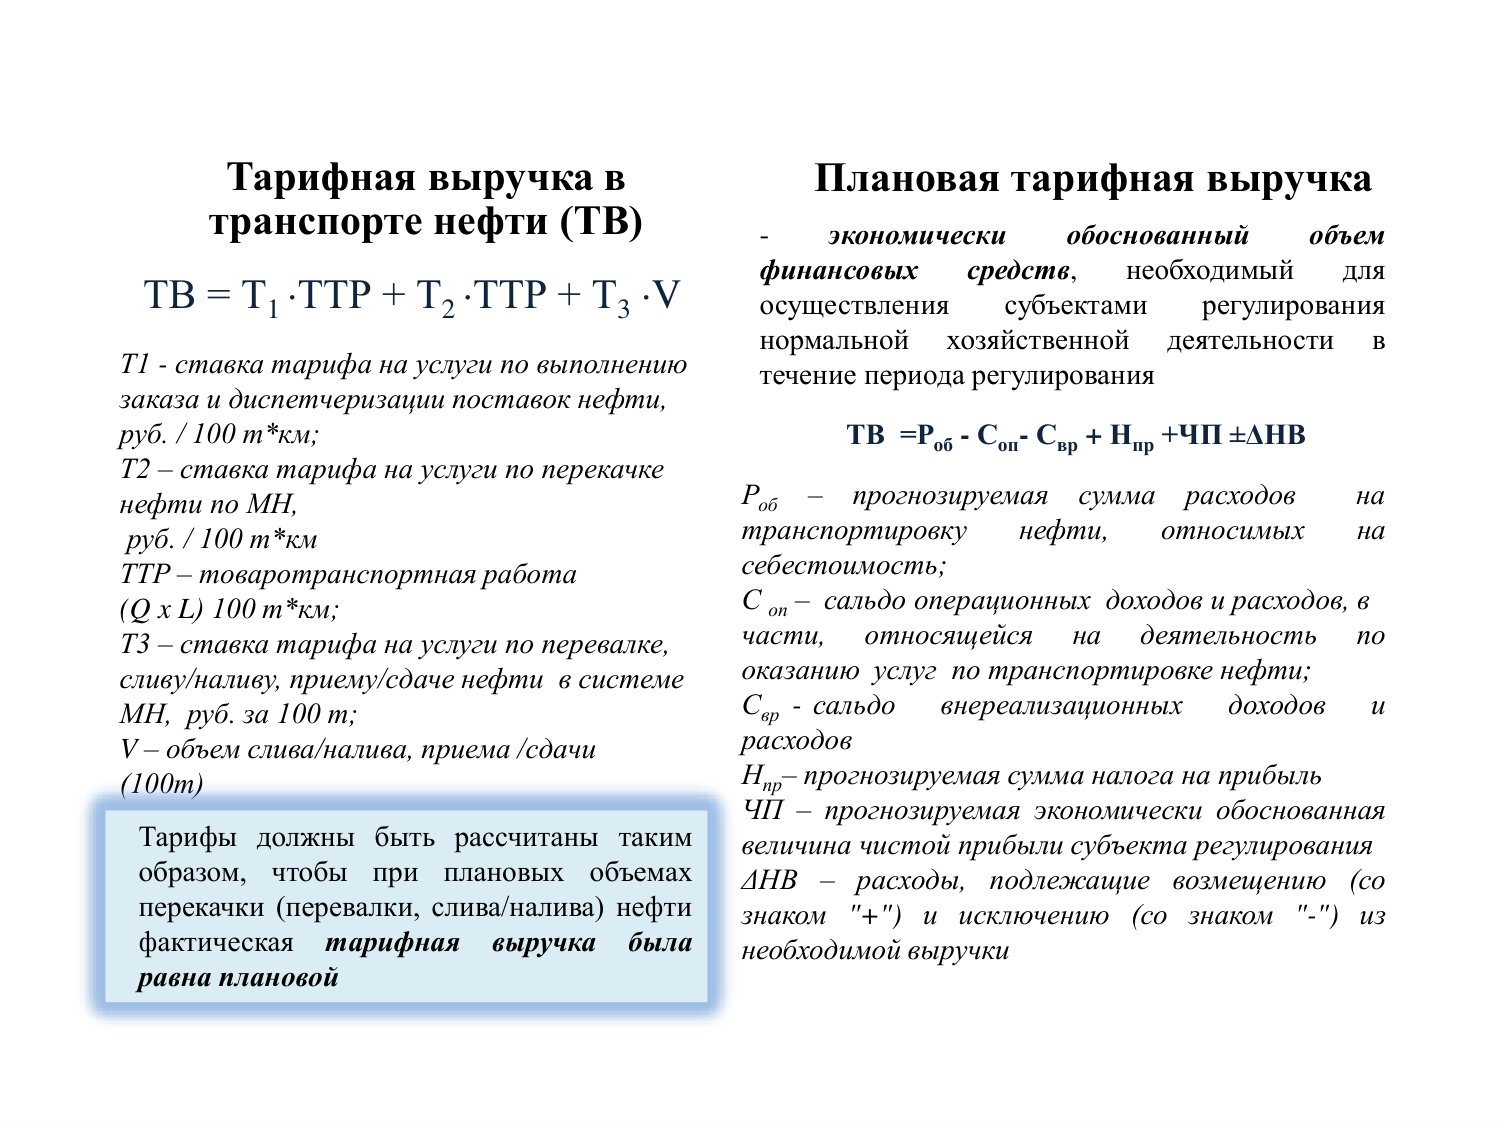 Тарифная выручка в
транспорте нефти (ТВ)
ТВ = Т1 ·ТТР + Т2 ·ТТР + Т3 ·V
Т1 - ставка тарифа на услуги по выполнению
заказа и диспетчеризации поставок нефти,
руб. / 100 т*км;
Т2 – ставка тарифа на услуги по перекачке
нефти по МН,
руб. / 100 т*км
ТТР – товаротранспортная работа
(Q x L) 100 т*км;
Т3 – ставка тарифа на услуги по перевалке,
сливу/наливу, приему/сдаче нефти в системе
МН, руб. за 100 т;
V – объем слива/налива, приема /сдачи
(100т)
Тарифы должны быть рассчитаны таким
образом, чтобы при плановых объемах
перекачки (перевалки, слива/налива) нефти
фактическая тарифная выручка была
равна плановой
Плановая тарифная выручка
- экономически обоснованный объем
финансовых средств, необходимый для
осуществления субъектами регулирования
нормальной хозяйственной деятельности в
течение периода регулирования
ТВ =Роб - Соп- Свр + Нпр +ЧП ±ΔНВ
Роб – прогнозируемая сумма расходов на
транспортировку нефти, относимых на
себестоимость;
С оп – сальдо операционных доходов и расходов, в
части, относящейся на деятельность по
оказанию услуг по транспортировке нефти;
Свр - сальдо внереализационных доходов и
расходов
Нпр– прогнозируемая сумма налога на прибыль
ЧП – прогнозируемая экономически обоснованная
величина чистой прибыли субъекта регулирования
ΔНВ – расходы, подлежащие возмещению (со
знаком "+") и исключению (со знаком "-") из
необходимой выручки